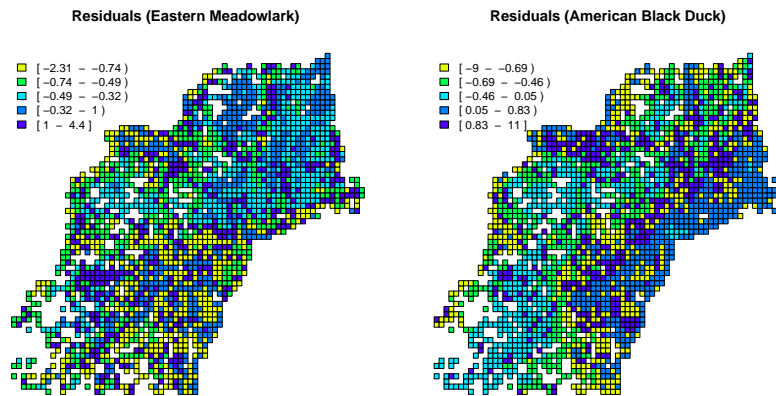 Residuals (Eastern Meadowlark)
[ −2.31 − −0.74 )
[ −0.74 − −0.49 )
[ −0.49 − −0.32 )
[ −0.32 − 1 )
[ 1 − 4.4 ]
Residuals (American Black Duck)
[ −9 − −0.69 )
[ −0.69 − −0.46 )
[ −0.46 − 0.05 )
[ 0.05 − 0.83 )
[ 0.83 − 11 ]